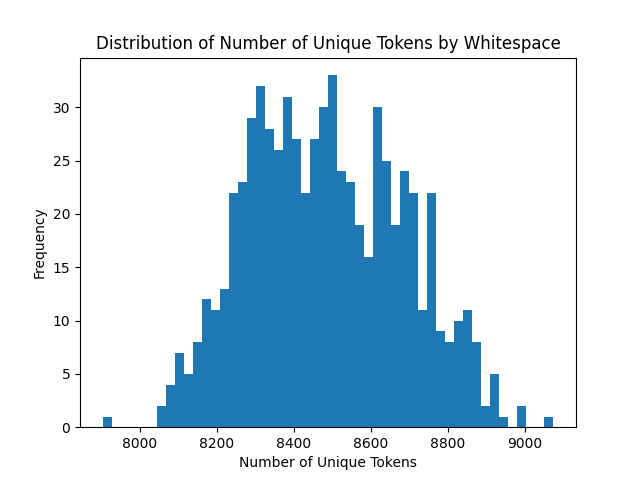 Distribution of Number of Unique Tokens by Whitespace
Frequency
30
25
20
15
10
5
0
8000 8200 8400 8600 8800 9000
Number of Unique Tokens